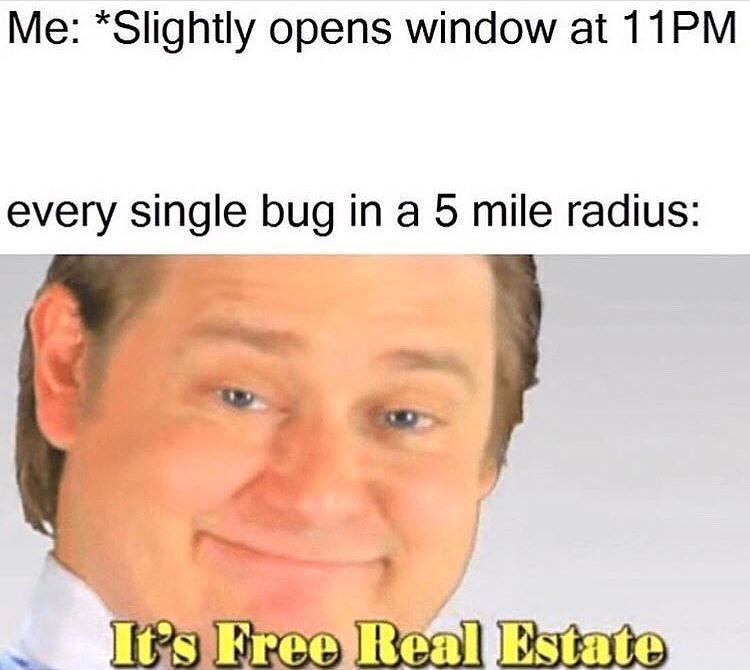 Me: *Slightly opens window at 11PM
every single bug in a 5 mile radius:
It's Free Real Estate